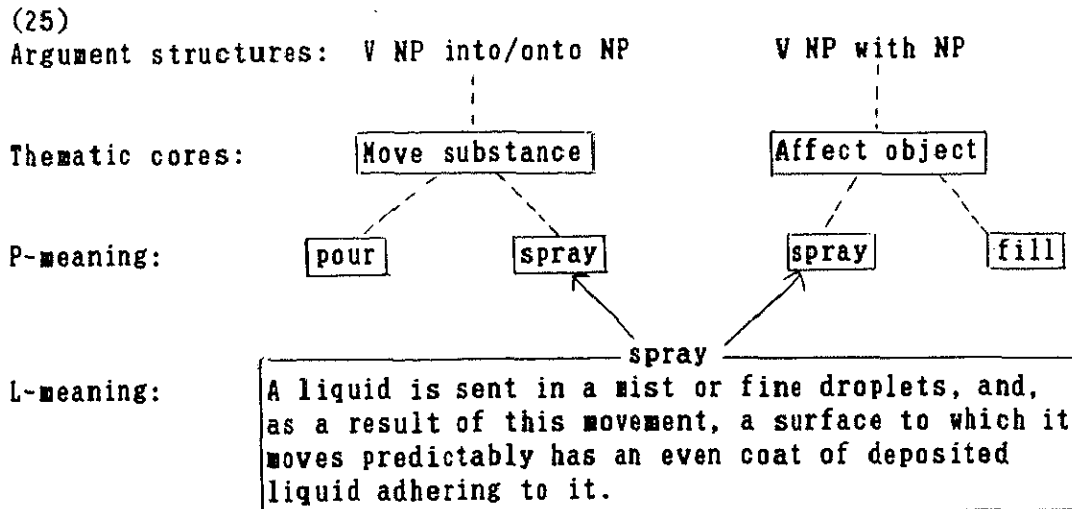 (25)
Argument structures: V NP into/onto NP V NP with NP
Thematic cores: Move substance Affect object
P-meaning: pour spray spray fill
spray
L-meaning: A liquid is sent in a mist or fine droplets, and,
as a result of this movement, a surface to which it
moves predictably has an even coat of deposited
liquid adhering to it.